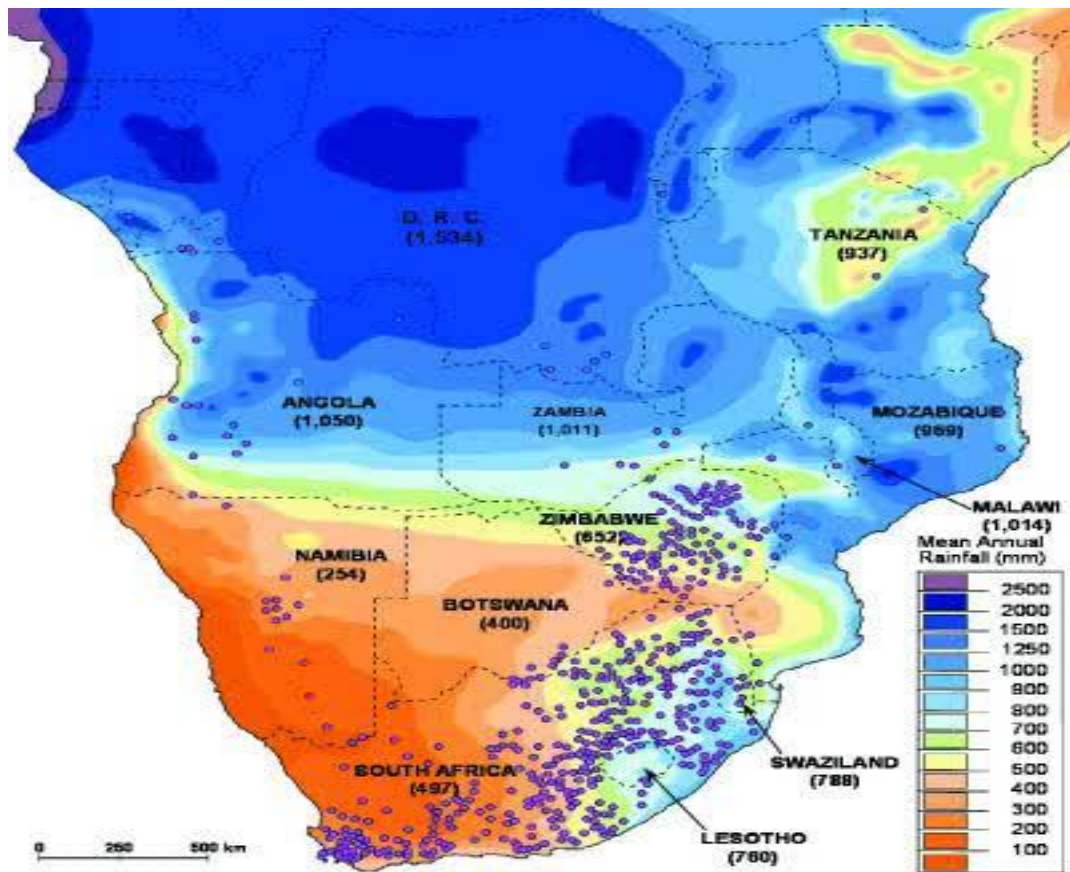 D. R. C.
(1,534)
TANZANIA
(937)
ANGOLA
(1,050)
ZAMBIA
(1,011)
MOZABIQUE
(969)
MALAWI
(1,014)
ZIMBABWE
(652)
NAMIBIA
(254)
BOTSWANA
(400)
SOUTH AFRICA
(497)
SWAZILAND
(788)
LESOTHO
(760)
Mean Annual
Rainfall (mm)
2500
2000
1500
1250
1000
900
800
700
600
500
400
300
200
100
0 250 500 km